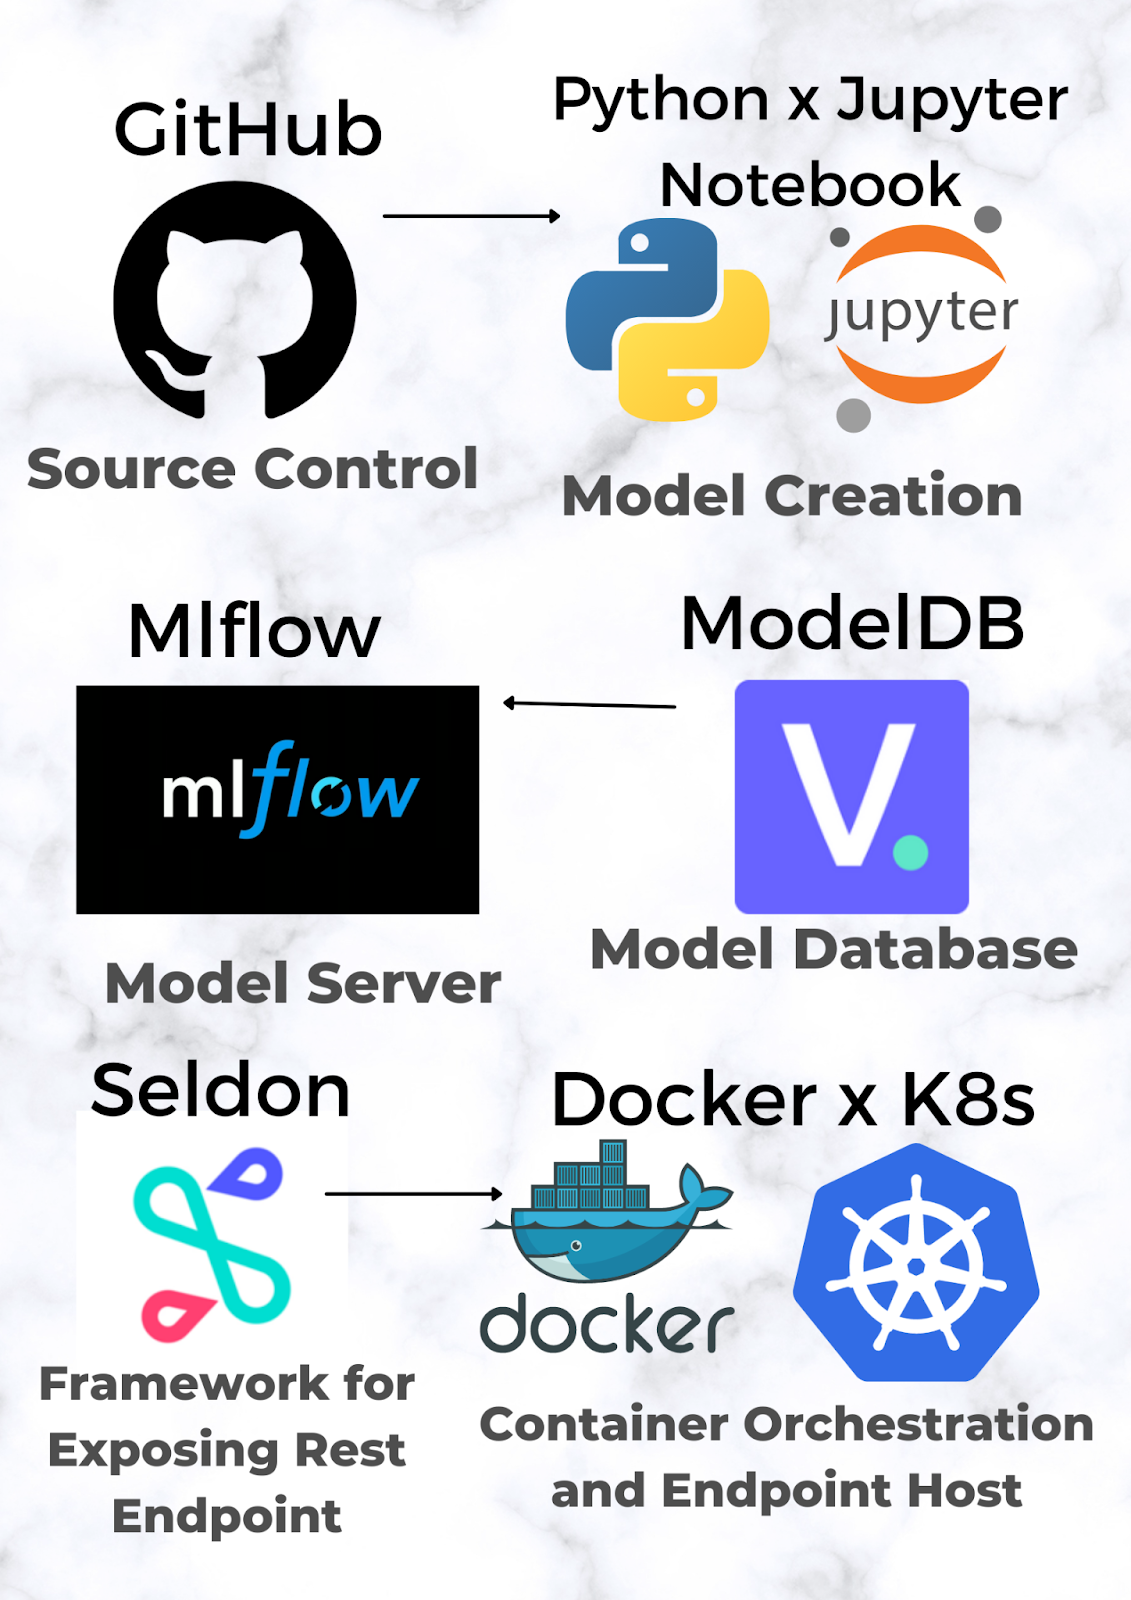 GitHub
Python x Jupyter
Notebook
jupyter
Source Control
Model Creation
Mlflow
ModelDB
mlflow
V.
Model Server
Model Database
Seldon
Docker x K8s
docker
Framework for
Exposing Rest
Endpoint
Container Orchestration
and Endpoint Host